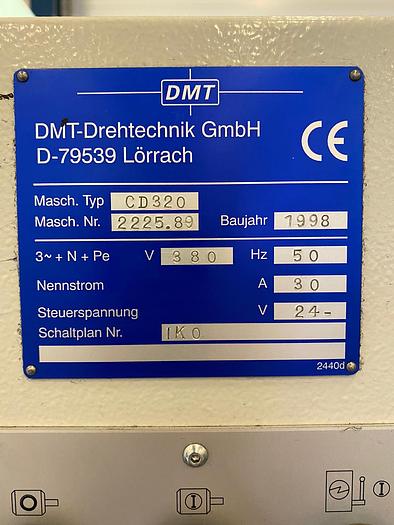 DMT
DMT-Drehtechnik GmbH
D-79539 Lörrach
CE
Masch. Typ CD320
Masch. Nr. 2225.89 Baujahr 1998
3~ + N + Pe V 380 Hz 50
Nennstrom A 30
Steuerspannung V 24-
Schaltplan Nr. IKO
2440d